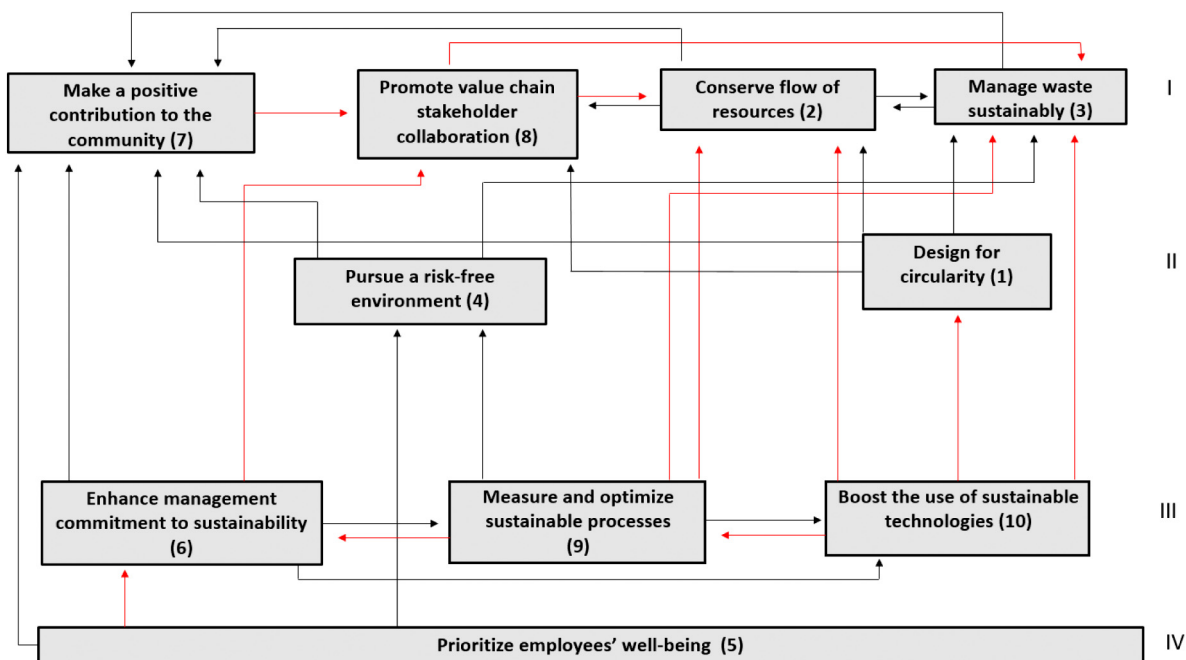 Make a positive
contribution to the
community (7)
Promote value chain
stakeholder
collaboration (8)
Conserve flow of
resources (2)
Manage waste
sustainably (3)
I
Pursue a risk-free
environment (4)
Design for
circularity (1)
II
Enhance management
commitment to sustainability
(6)
Measure and optimize
sustainable processes
(9)
Boost the use of sustainable
technologies (10)
III
Prioritize employees’ well-being (5)
IV